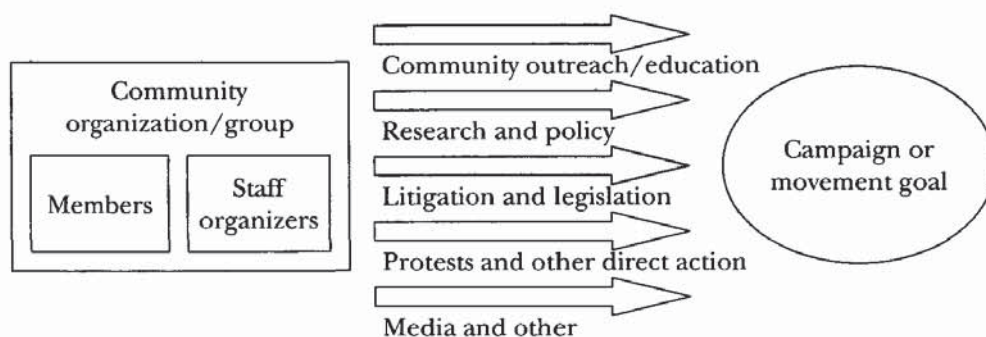 Community
organization/group
Members
Staff
organizers
Community outreach/education
Research and policy
Litigation and legislation
Protests and other direct action
Media and other
Campaign or
movement goal